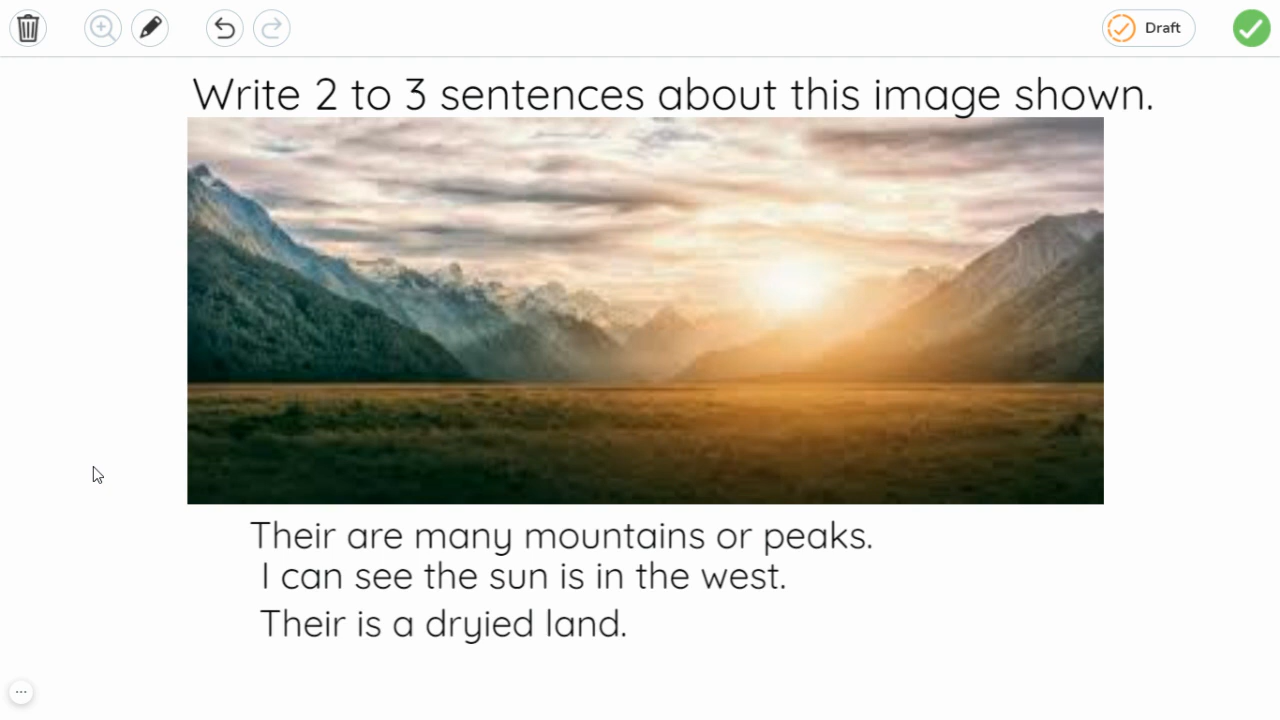 Draft
Write 2 to 3 sentences about this image shown.
Their are many mountains or peaks.
I can see the sun is in the west.
Their is a dryied land.